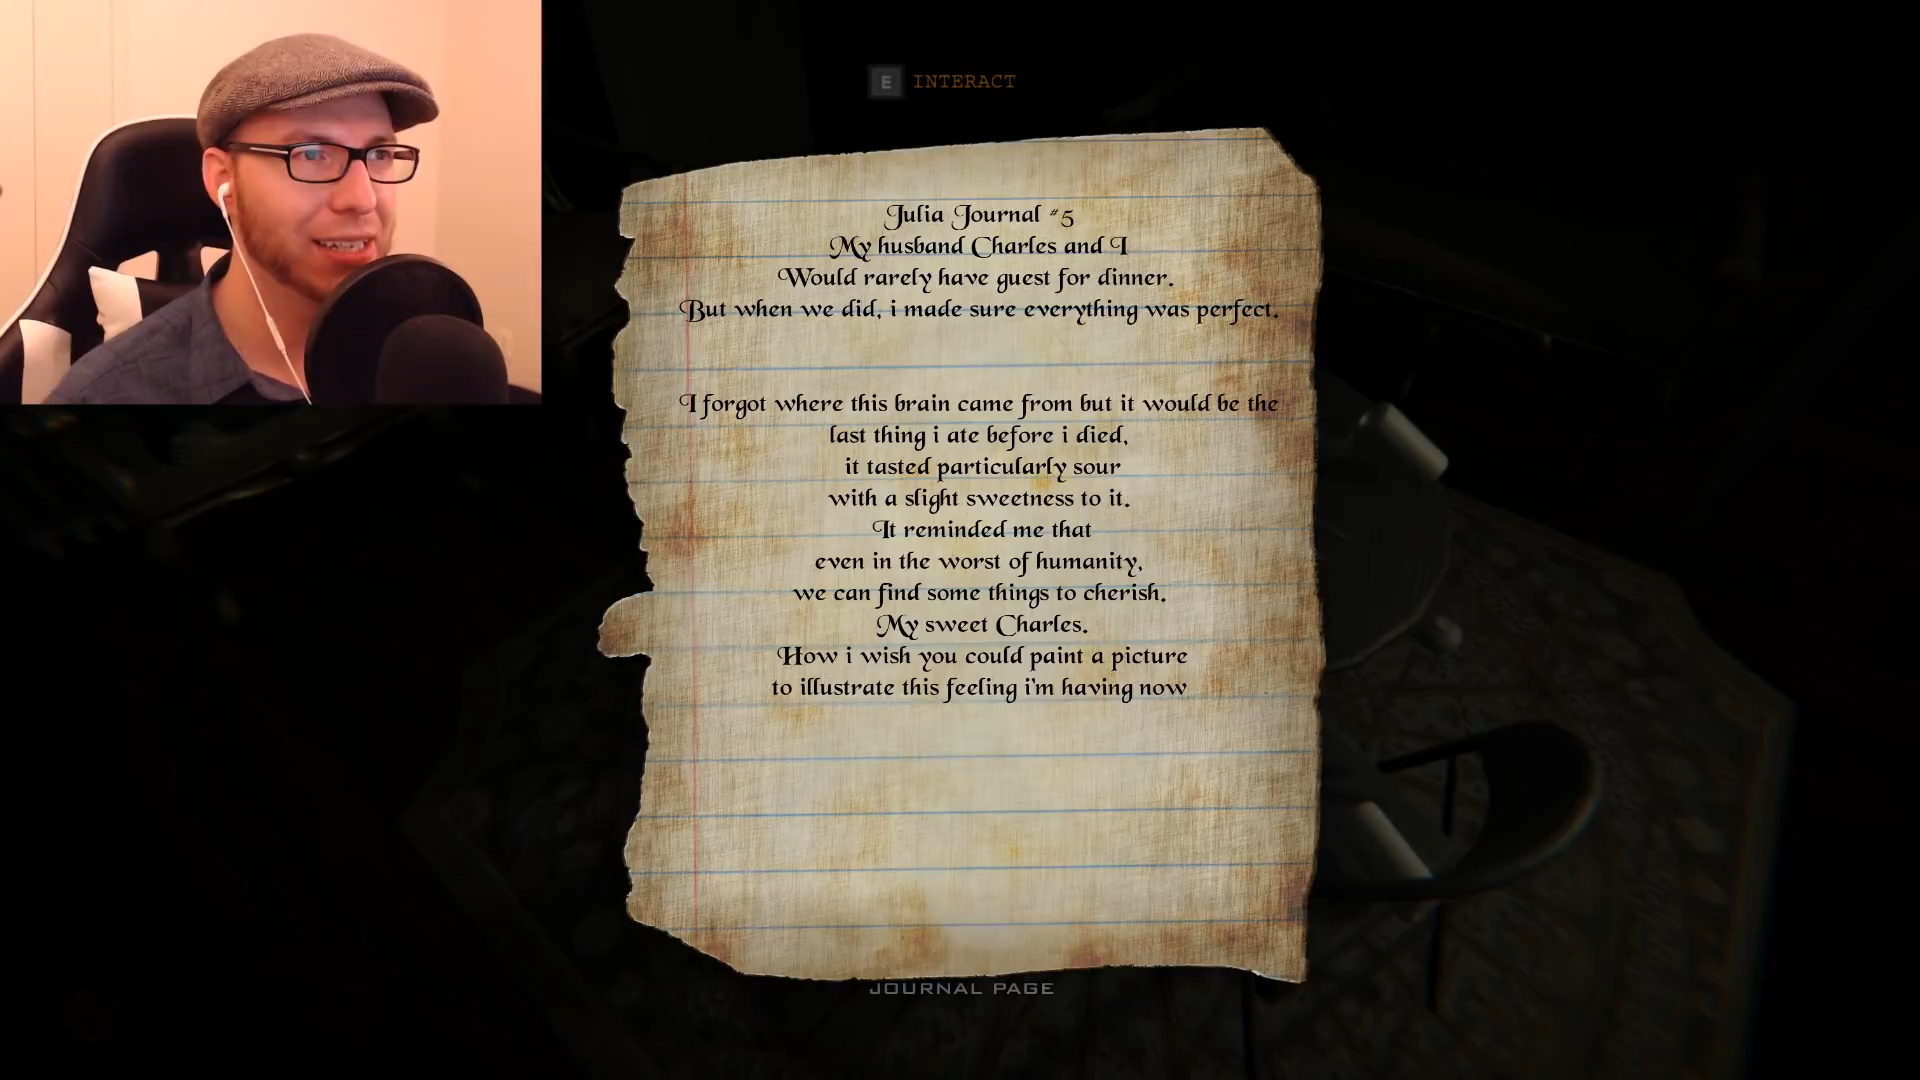 E INTERACT
Julia Journal #5
My husband Charles and I
Would rarely have guest for dinner.
But when we did, i made sure everything was perfect.
I forgot where this brain came from but it would be the
last thing i ate before i died,
it tasted particularly sour
with a slight sweetness to it.
It reminded me that
even in the worst of humanity,
we can find some things to cherish.
My sweet Charles.
How i wish you could paint a picture
to illustrate this feeling i'm having now
JOURNAL PAGE